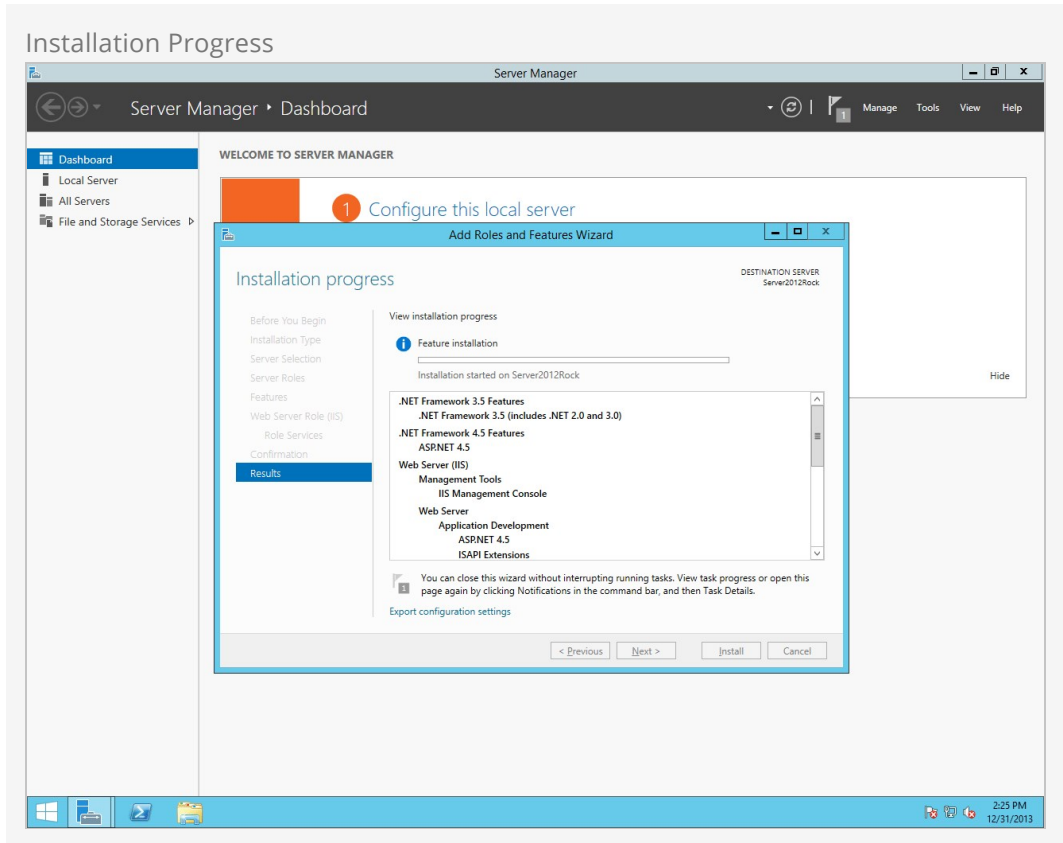 Installation Progress
Server Manager
Server Manager • Dashboard
1
Manage Tools View Help
Dashboard
Local Server
All Servers
File and Storage Services
WELCOME TO SERVER MANAGER
1 Configure this local server
Hide
Add Roles and Features Wizard
Installation progress
DESTINATION SERVER
Server2012Rock
Before You Begin
Installation Type
Server Selection
Server Roles
Features
Web Server Role (IIS)
Role Services
Confirmation
Results
View installation progress
Feature installation
Installation started on Server2012Rock
.NET Framework 3.5 Features
.NET Framework 3.5 (includes .NET 2.0 and 3.0)
.NET Framework 4.5 Features
ASP.NET 4.5
Web Server (IIS)
Management Tools
IIS Management Console
Web Server
Application Development
ASP.NET 4.5
ISAPI Extensions
1
You can close this wizard without interrupting running tasks. View task progress or open this
page again by clicking Notifications in the command bar, and then Task Details.
Export configuration settings
< Previous Next > Install Cancel
2:25 PM
12/31/2013